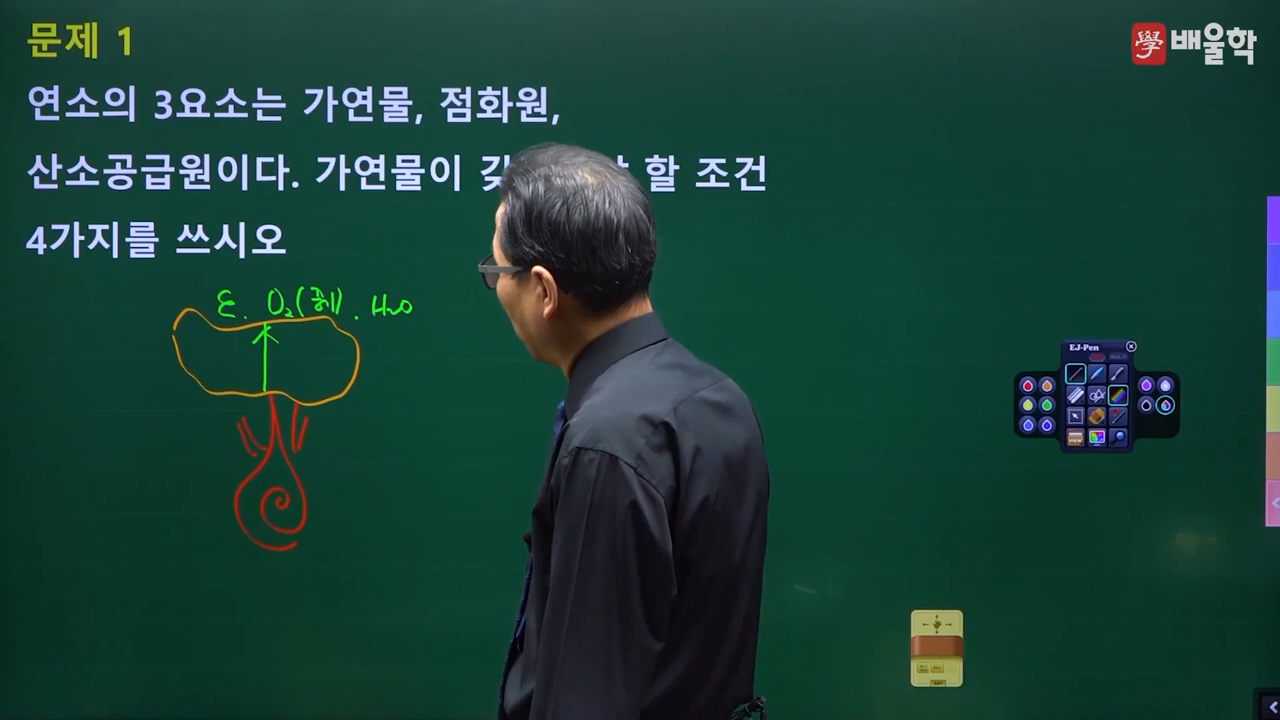 문제 1
學 배울학
연소의 3요소는 가연물, 점화원,
산소공급원이다. 가연물이 할 조건
4가지를 쓰시오
O₂( ) . H₂O
EJ-Pen